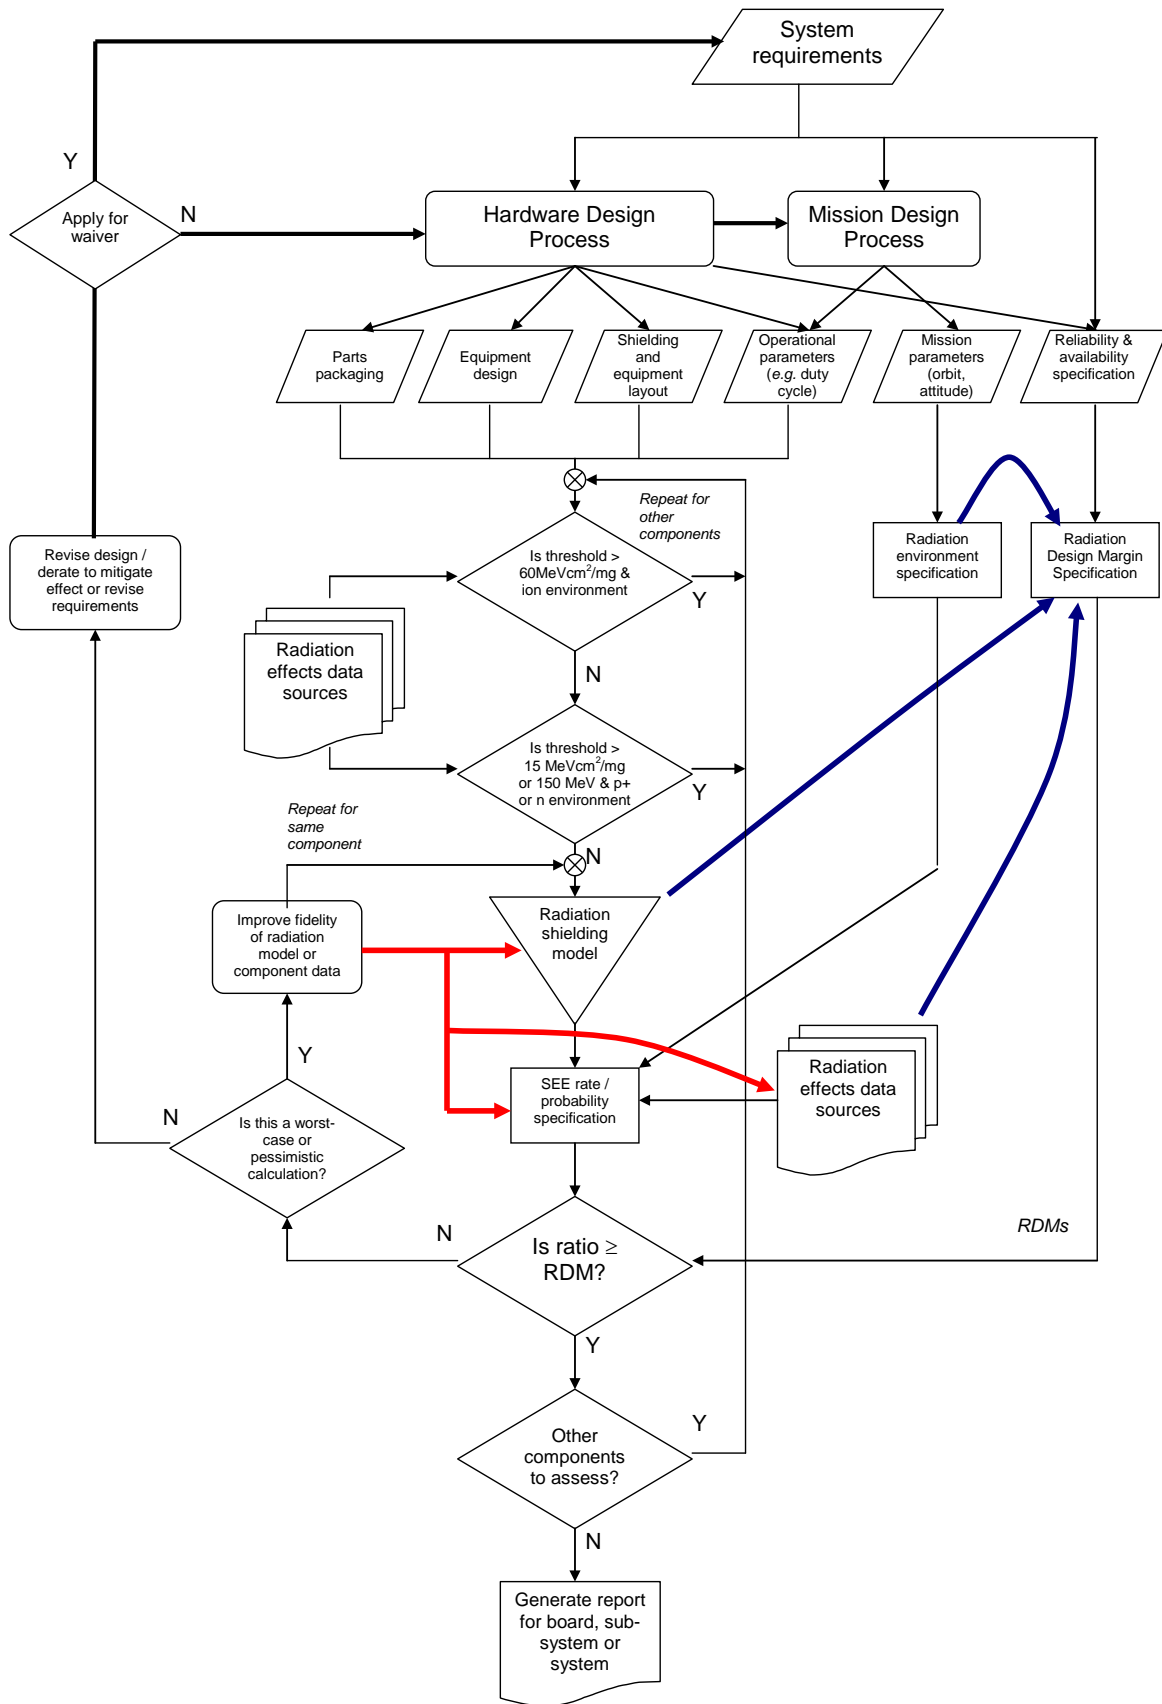 System
requirements
Y
Apply for
waiver
N
Hardware Design
Process
Mission Design
Process
Parts
packaging
Equipment
design
Shielding
and
equipment
layout
Operational
parameters
(e.g. duty
cycle)
Mission
parameters
(orbit,
attitude)
Reliability &
availability
specification
Repeat for
other
components
Is threshold >
60MeVcm²/mg &
ion environment
Y
Radiation
environment
specification
Radiation
Design Margin
Specification
Revise design /
derate to mitigate
effect or revise
requirements
Radiation
effects data
sources
N
Is threshold >
15 MeVcm²/mg
or 150 MeV & p+
or n environment
Y
Repeat for
same
component
N
Improve fidelity
of radiation
model or
component data
Radiation
shielding
model
Y
SEE rate /
probability
specification
Radiation
effects data
sources
N
Is this a worst-
case or
pessimistic
calculation?
N
Is ratio ≥
RDM?
RDMs
Y
Other
components
to assess?
Y
N
Generate report
for board, sub-
system or
system